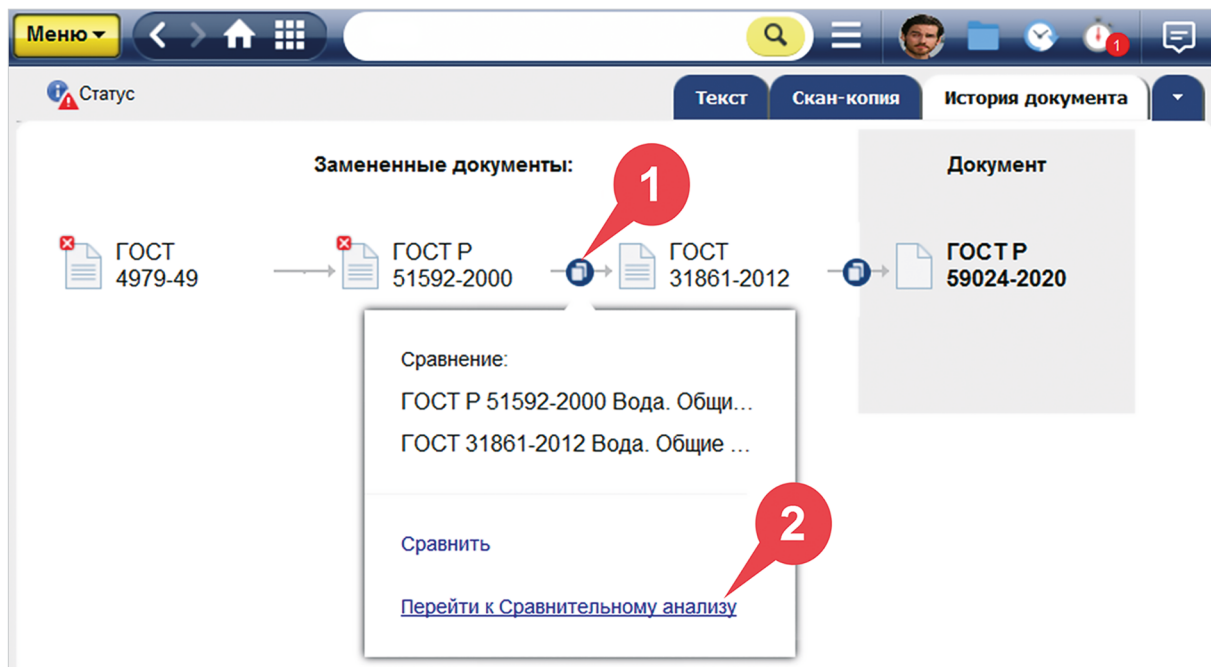 Меню
1
Статус
Текст
Скан-копия
История документа
Замененные документы:
Документ
1
ГОСТ
4979-49
ГОСТ Р
51592-2000
ГОСТ
31861-2012
ГОСТ Р
59024-2020
Сравнение:
ГОСТ Р 51592-2000 Вода. Общи...
ГОСТ 31861-2012 Вода. Общие ...
2
Сравнить
Перейти к Сравнительному анализу